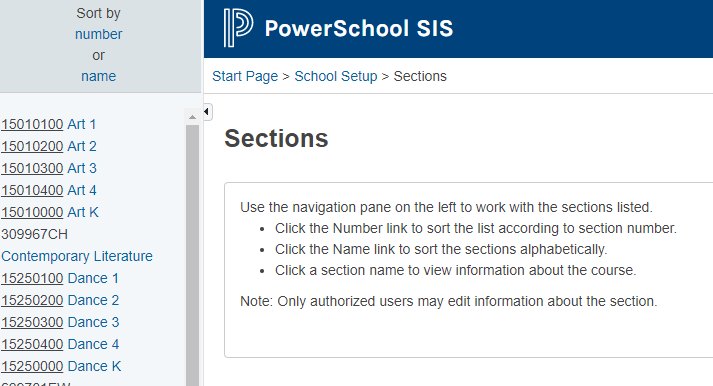 Sort by
number
or
name
15010100 Art 1
15010200 Art 2
15010300 Art 3
15010400 Art 4
15010000 Art K
309967CH
Contemporary Literature
15250100 Dance 1
15250200 Dance 2
15250300 Dance 3
15250400 Dance 4
15250000 Dance K
PowerSchool SIS
Start Page > School Setup > Sections
Sections
Use the navigation pane on the left to work with the sections listed.
• Click the Number link to sort the list according to section number.
• Click the Name link to sort the sections alphabetically.
• Click a section name to view information about the course.
Note: Only authorized users may edit information about the section.